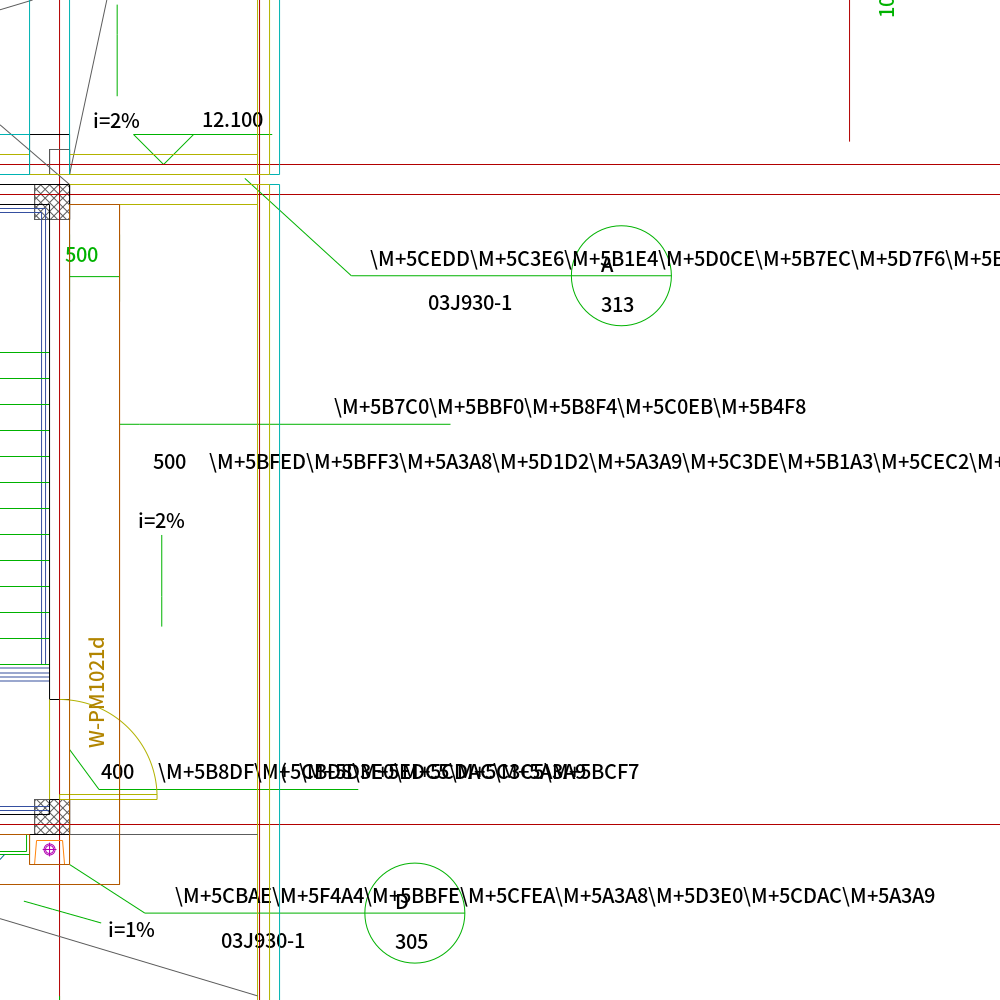 10
i=2%
12.100
500
\M+5CEDD\M+5C3E6\M+5B1E4\M+5D0CE\M+5B7EC\M+5D7F6\M+5
A
03J930-1
313
\M+5B7C0\M+5BBF0\M+5B8F4\M+5C0EB\M+5B4F8
500 \M+5BFED\M+5BFF3\M+5A3A8\M+5D1D2\M+5A3A9\M+5C3DE\M+5B1A3\M+5CEC2\M+
i=2%
W-PM1021d
400 \M+5B8DF\M+
\M+5CBAE\M+5F4A4\M+5BBFE\M+5CFEA\M+5A3A8\M+5D3E0\M+5CDAC\M+5A3A9
D
i=1%
03J930-1
305